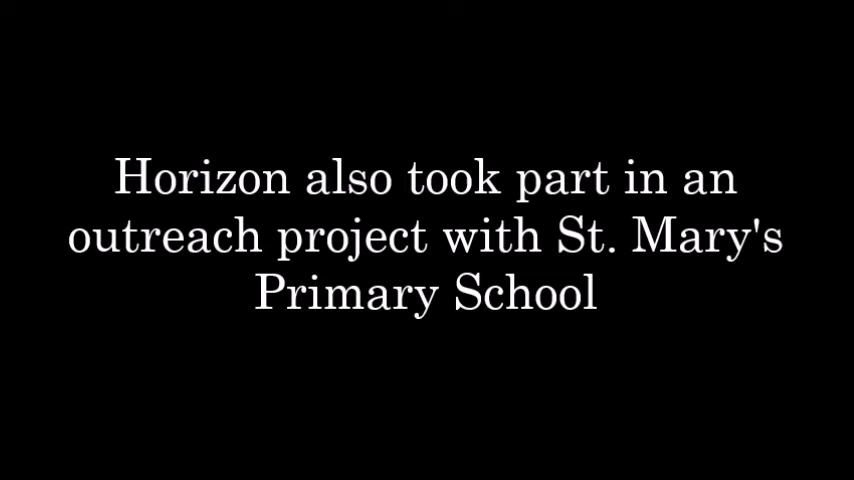 Horizon also took part in an
outreach project with St. Mary's
Primary School